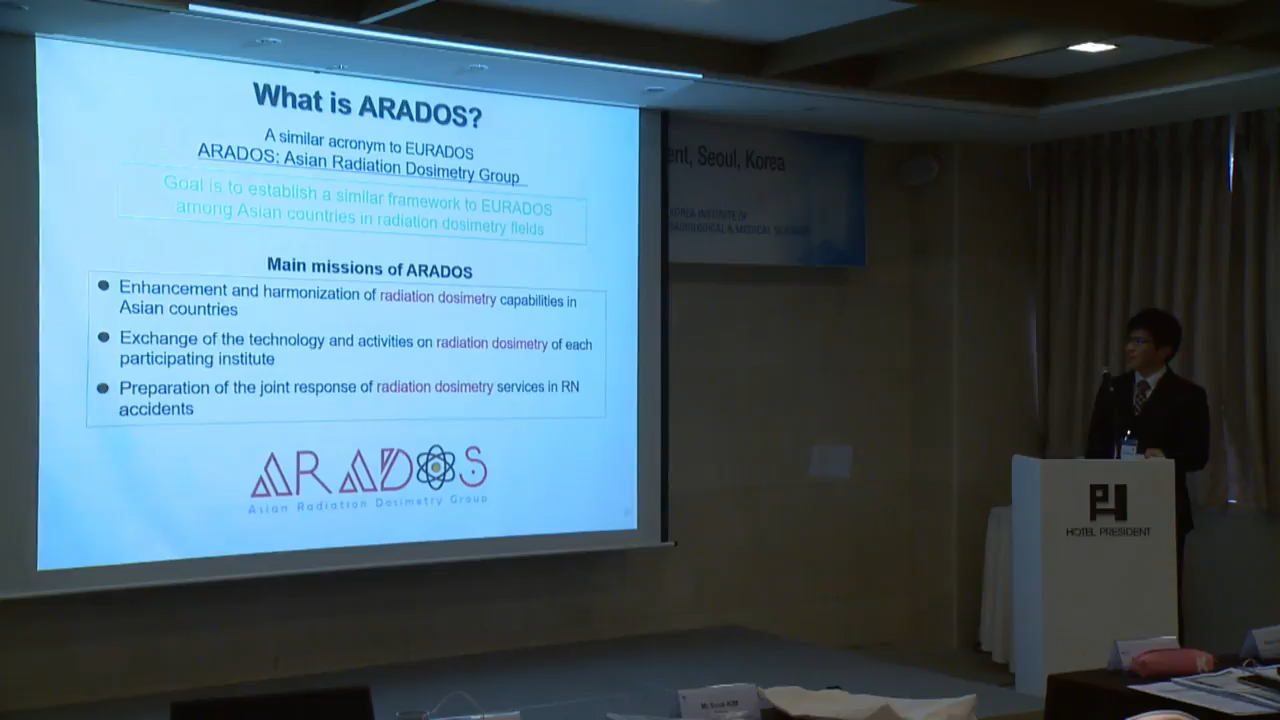 What is ARADOS?
A similar acronym to EURADOS
ARADOS: Asian Radiation Dosimetry Group
Goal is to establish a similar framework to EURADOS
among Asian countries in radiation dosimetry fields
Main missions of ARADOS
Enhancement and harmonization of radiation dosimetry capabilities in
Asian countries
Exchange of the technology and activities on radiation dosimetry of each
participating institute
Preparation of the joint response of radiation dosimetry services in RN
accidents
ARADOS
Asian Radiation Dosimetry Group
ent, Seoul, Korea
KOREA INSTITUTE OF
RADIOLOGICAL & MEDICAL SCIENCES
HOTEL PRESIDENT